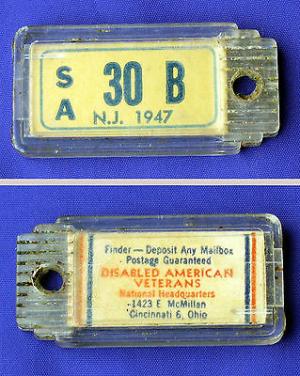 S
A
30 B
N.J. 1947
Finder — Deposit Any Mailbox
Postage Guaranteed
DISABLED AMERICAN
VETERANS
National Headquarters
1423 E McMillan
Cincinnati 6, Ohio